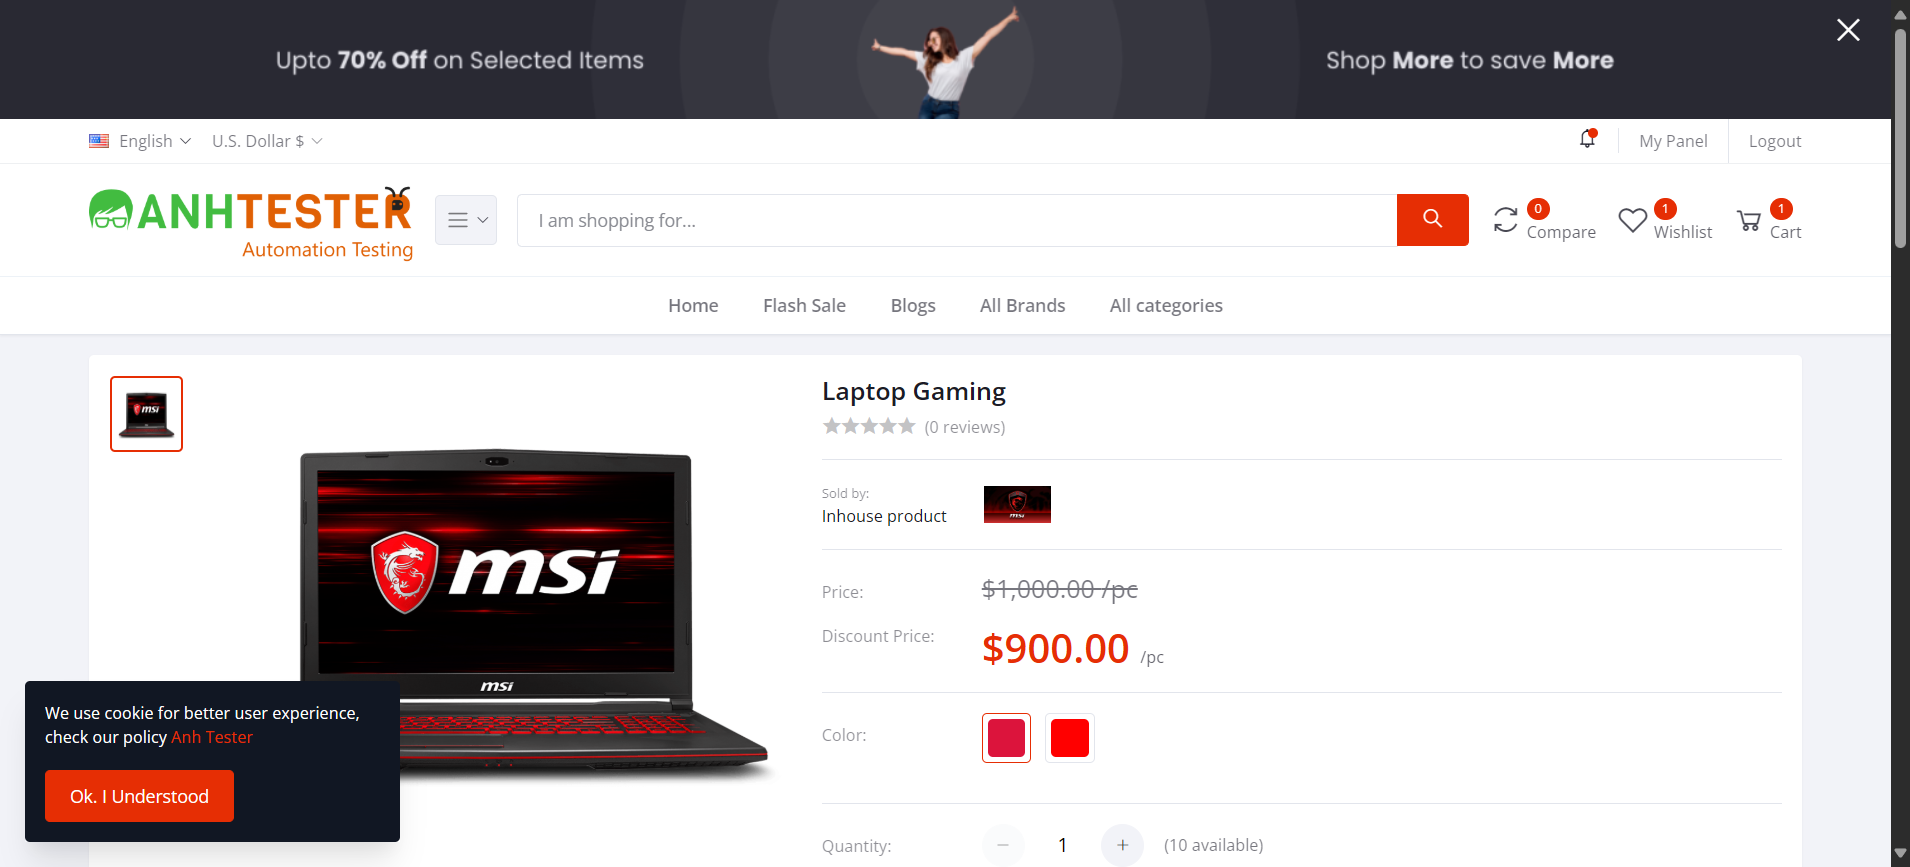 Upto 70% Off on Selected Items
Shop More to save More
English
U.S. Dollar $
My Panel
Logout
ANHTESTER
Automation Testing
I am shopping for...
0
Compare
1
Wishlist
1
Cart
Home
Flash Sale
Blogs
All Brands
All categories
msi
msi
msi
Laptop Gaming
(0 reviews)
Sold by:
Inhouse product
msi
Price:
$1,000.00 /pc
Discount Price:
$900.00 /pc
Color:
Quantity:
1
(10 available)
We use cookie for better user experience,
check our policy Anh Tester
Ok. I Understood